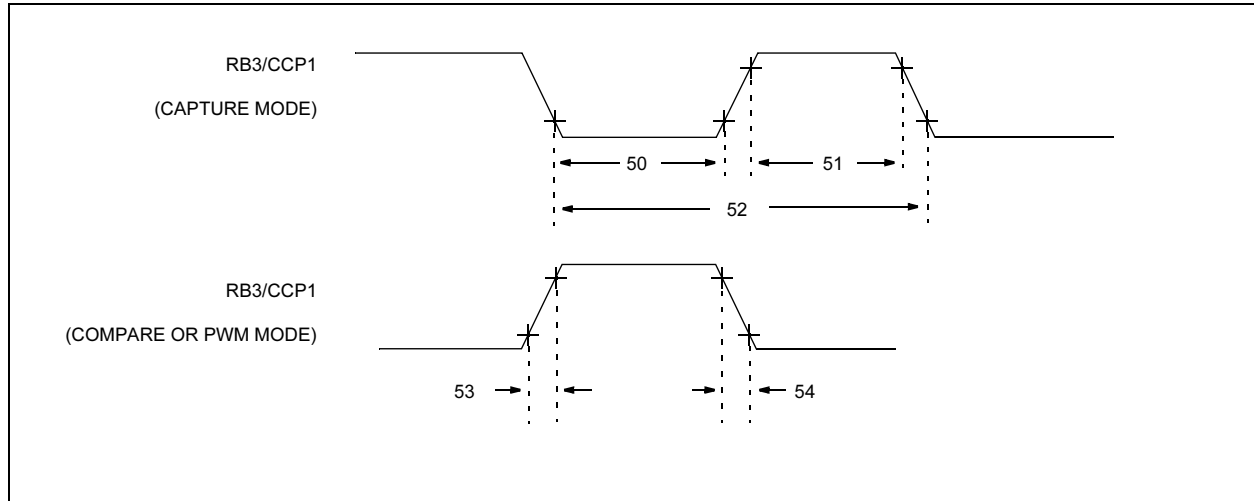 RB3/CCP1
(CAPTURE MODE)
50
51
52
RB3/CCP1
(COMPARE OR PWM MODE)
53
54